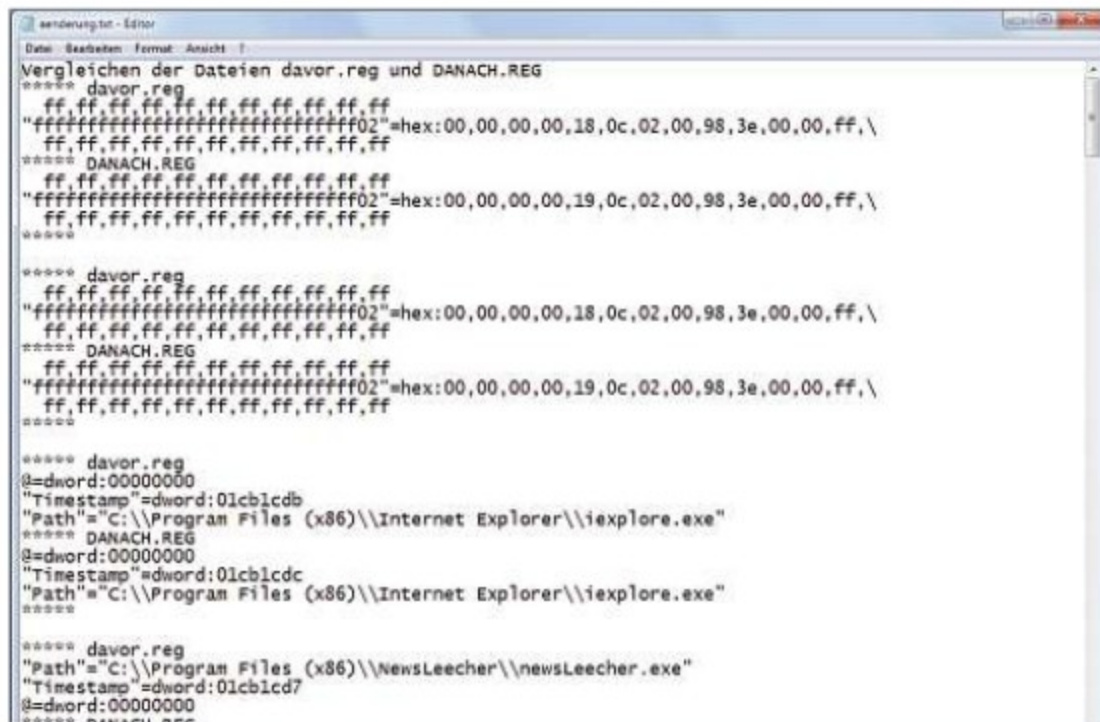 aenderung.txt - Editor
Datei Bearbeiten Format Ansicht ?
Vergleichen der Dateien davor.reg und DANACH.REG
***** davor.reg
  ff,ff,ff,ff,ff,ff,ff,ff,ff,ff,ff
"ffffffffffffffffffffffffffffff02"=hex:00,00,00,00,18,0c,02,00,98,3e,00,00,ff,\
  ff,ff,ff,ff,ff,ff,ff,ff,ff,ff,ff
***** DANACH.REG
  ff,ff,ff,ff,ff,ff,ff,ff,ff,ff,ff
"ffffffffffffffffffffffffffffff02"=hex:00,00,00,00,19,0c,02,00,98,3e,00,00,ff,\
  ff,ff,ff,ff,ff,ff,ff,ff,ff,ff,ff
*****
***** davor.reg
  ff,ff,ff,ff,ff,ff,ff,ff,ff,ff,ff
"ffffffffffffffffffffffffffffff02"=hex:00,00,00,00,18,0c,02,00,98,3e,00,00,ff,\
  ff,ff,ff,ff,ff,ff,ff,ff,ff,ff,ff
***** DANACH.REG
  ff,ff,ff,ff,ff,ff,ff,ff,ff,ff,ff
"ffffffffffffffffffffffffffffff02"=hex:00,00,00,00,19,0c,02,00,98,3e,00,00,ff,\
  ff,ff,ff,ff,ff,ff,ff,ff,ff,ff,ff
*****
***** davor.reg
@=dword:00000000
"Timestamp"=dword:01cb1cdb
"Path"="C:\\Program Files (x86)\\Internet Explorer\\iexplore.exe"
***** DANACH.REG
@=dword:00000000
"Timestamp"=dword:01cb1cdc
"Path"="C:\\Program Files (x86)\\Internet Explorer\\iexplore.exe"
*****
***** davor.reg
"Path"="C:\\Program Files (x86)\\NewsLeecher\\newsLeecher.exe"
"Timestamp"=dword:01cb1cd7
@=dword:00000000
***** DANACH.REG